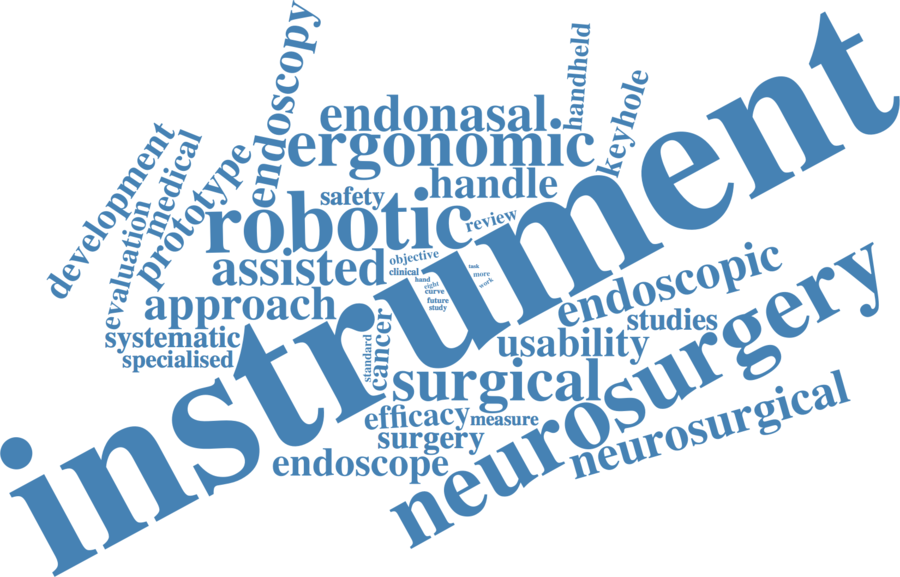 handheld
endoscopy
keyhole
endonasal
ergonomic
development
medical
prototype
handle
safety
evaluation
robotic
review
objective
assisted
clinical
task
more
hand
eight
work
curve
future
study
instrument
approach
endoscopic
systematic
specialised
studies
usability
standard
cancer
surgical
neurosurgery
efficacy
measure
surgery
neurosurgical
endoscope